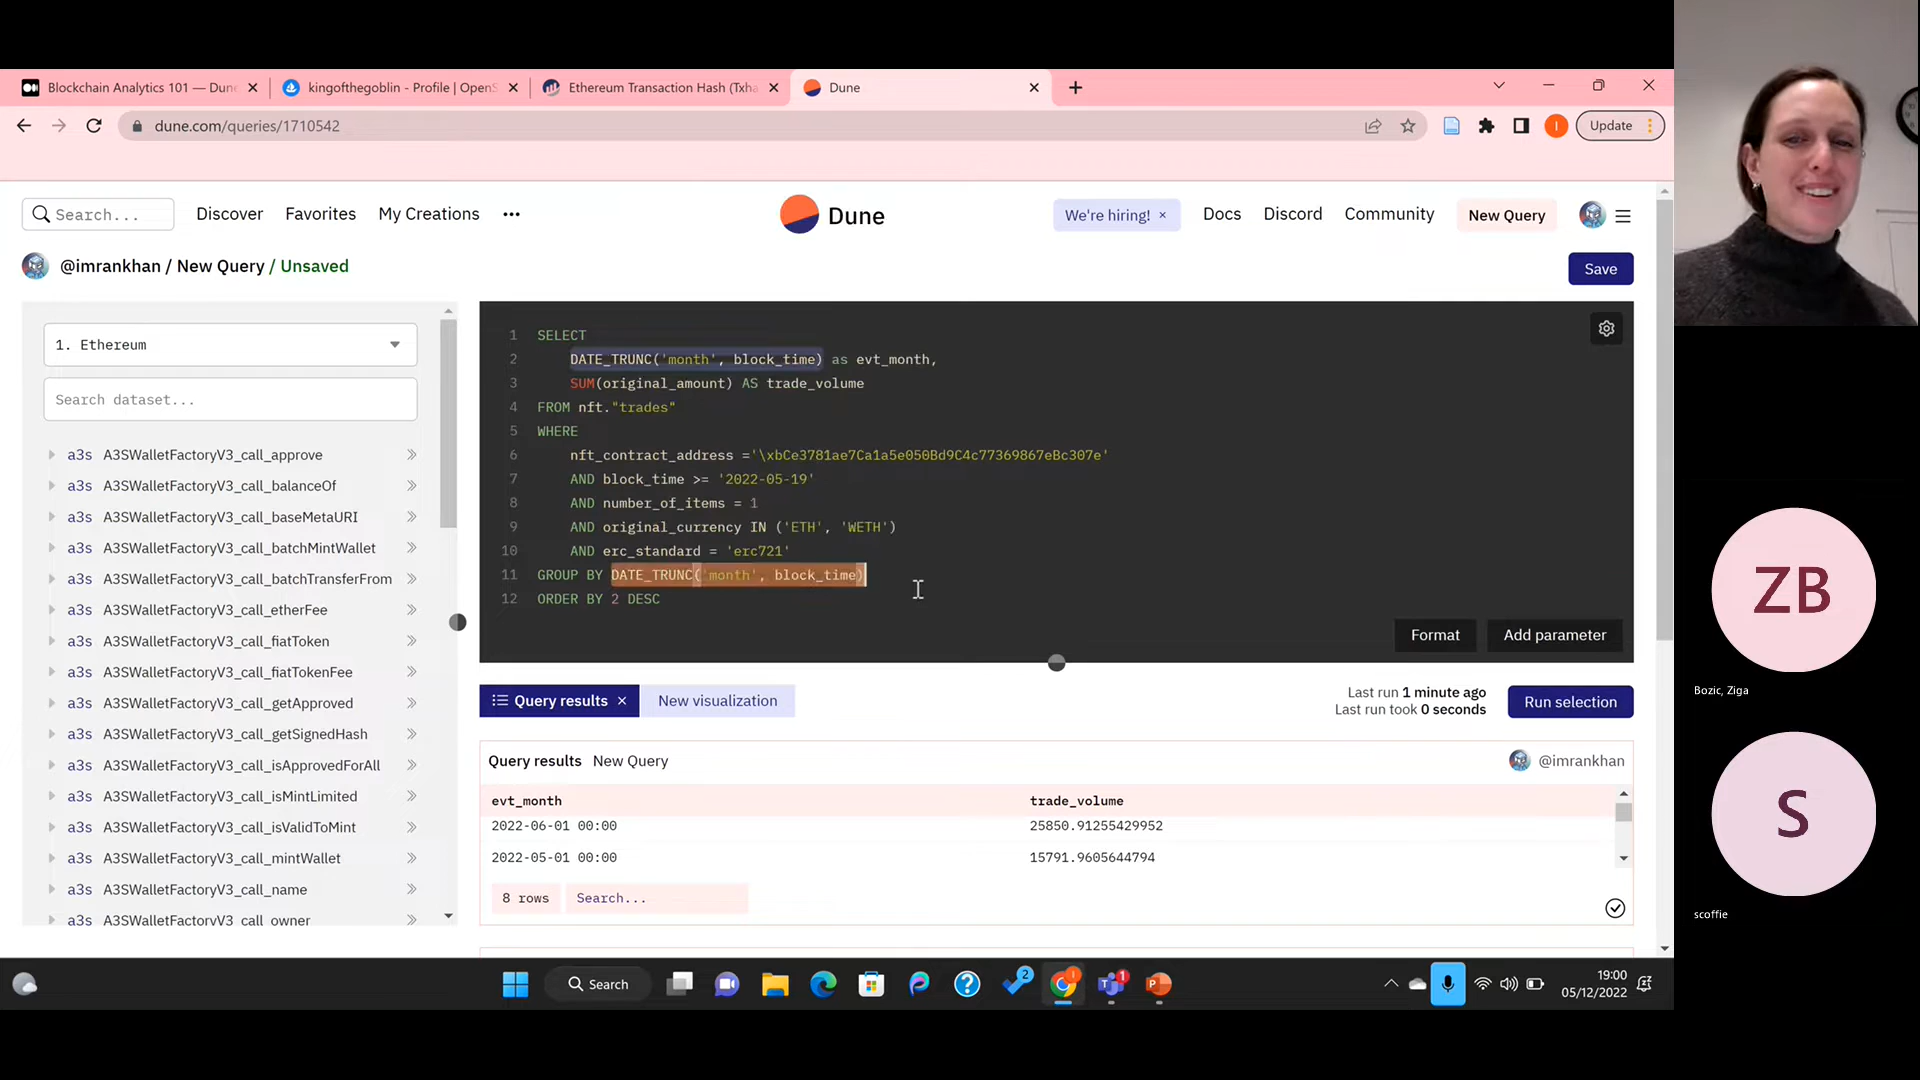 Blockchain Analytics 101 — Dune
kingofthegoblin - Profile | OpenS
Ethereum Transaction Hash (Txha
Dune
dune.com/queries/1710542
I
Update
Search...
Discover
Favorites
My Creations
Dune
We're hiring! ×
Docs
Discord
Community
New Query
@imrankhan / New Query / Unsaved
Save
1. Ethereum
Search dataset...
a3s A3SWalletFactoryV3_call_approve
a3s A3SWalletFactoryV3_call_balanceOf
a3s A3SWalletFactoryV3_call_baseMetaURI
a3s A3SWalletFactoryV3_call_batchMintWallet
a3s A3SWalletFactoryV3_call_batchTransferFrom
a3s A3SWalletFactoryV3_call_etherFee
a3s A3SWalletFactoryV3_call_fiatToken
a3s A3SWalletFactoryV3_call_fiatTokenFee
a3s A3SWalletFactoryV3_call_getApproved
a3s A3SWalletFactoryV3_call_getSignedHash
a3s A3SWalletFactoryV3_call_isApprovedForAll
a3s A3SWalletFactoryV3_call_isMintLimited
a3s A3SWalletFactoryV3_call_isValidToMint
a3s A3SWalletFactoryV3_call_mintWallet
a3s A3SWalletFactoryV3_call_name
a3s A3SWalletFactoryV3_call_owner
1 SELECT
2 DATE_TRUNC('month', block_time) as evt_month,
3 SUM(original_amount) AS trade_volume
4 FROM nft."trades"
5 WHERE
6 nft_contract_address ='\xbCe3781ae7Ca1a5e050Bd9C4c77369867eBc307e'
7 AND block_time >= '2022-05-19'
8 AND number_of_items = 1
9 AND original_currency IN ('ETH', 'WETH')
10 AND erc_standard = 'erc721'
11 GROUP BY DATE_TRUNC('month', block_time)
12 ORDER BY 2 DESC
Format
Add parameter
Query results ×
New visualization
Last run 1 minute ago
Last run took 0 seconds
Run selection
Query results New Query
@imrankhan
evt_month trade_volume
2022-06-01 00:00 25850.91255429952
2022-05-01 00:00 15791.9605644794
8 rows
Search...
Search
2
1
19:00
05/12/2022
ZB
Bozic, Ziga
S
scoffie